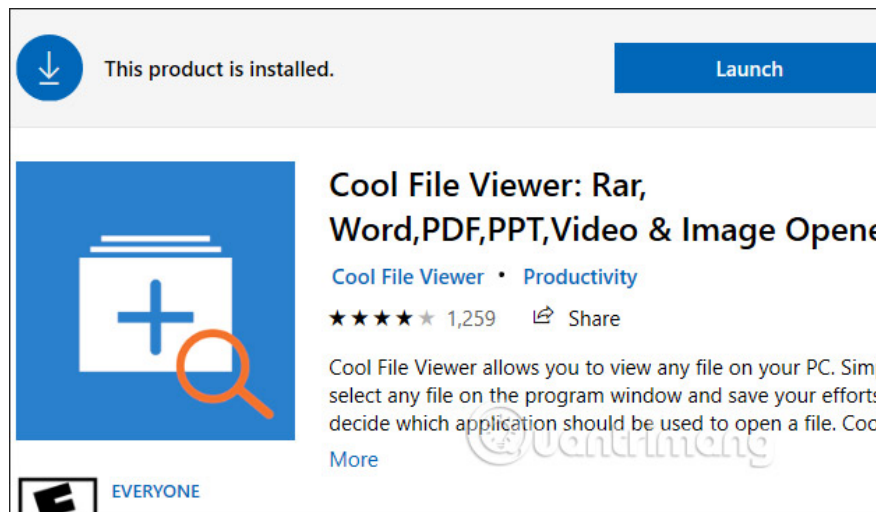 This product is installed.
Launch
Cool File Viewer: Rar,
Word,PDF,PPT,Video & Image Opene
Cool File Viewer • Productivity
1,259 Share
Cool File Viewer allows you to view any file on your PC. Sim
select any file on the program window and save your efforts
decide which application should be used to open a file. Coo
Quantrimang
More
EVERYONE